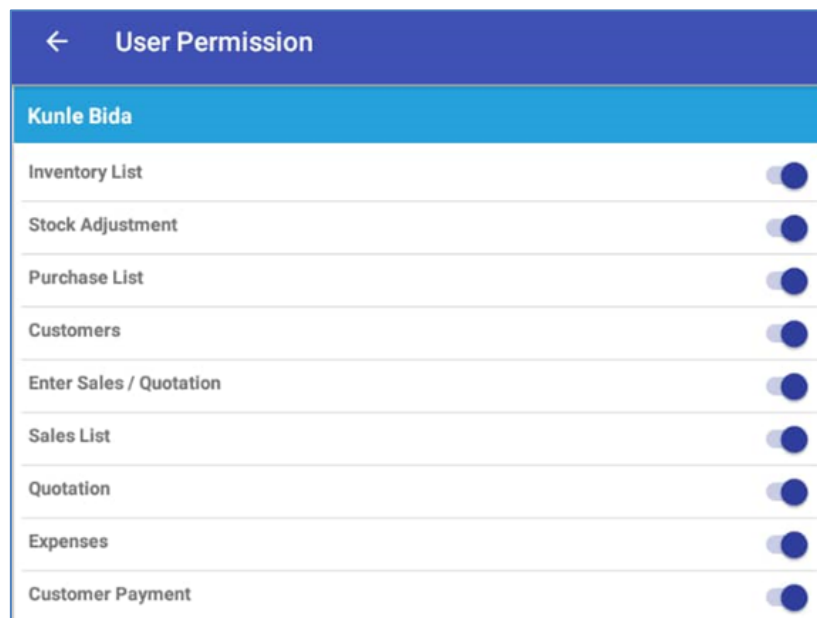 User Permission
Kunle Bida
Inventory List
Stock Adjustment
Purchase List
Customers
Enter Sales / Quotation
Sales List
Quotation
Expenses
Customer Payment